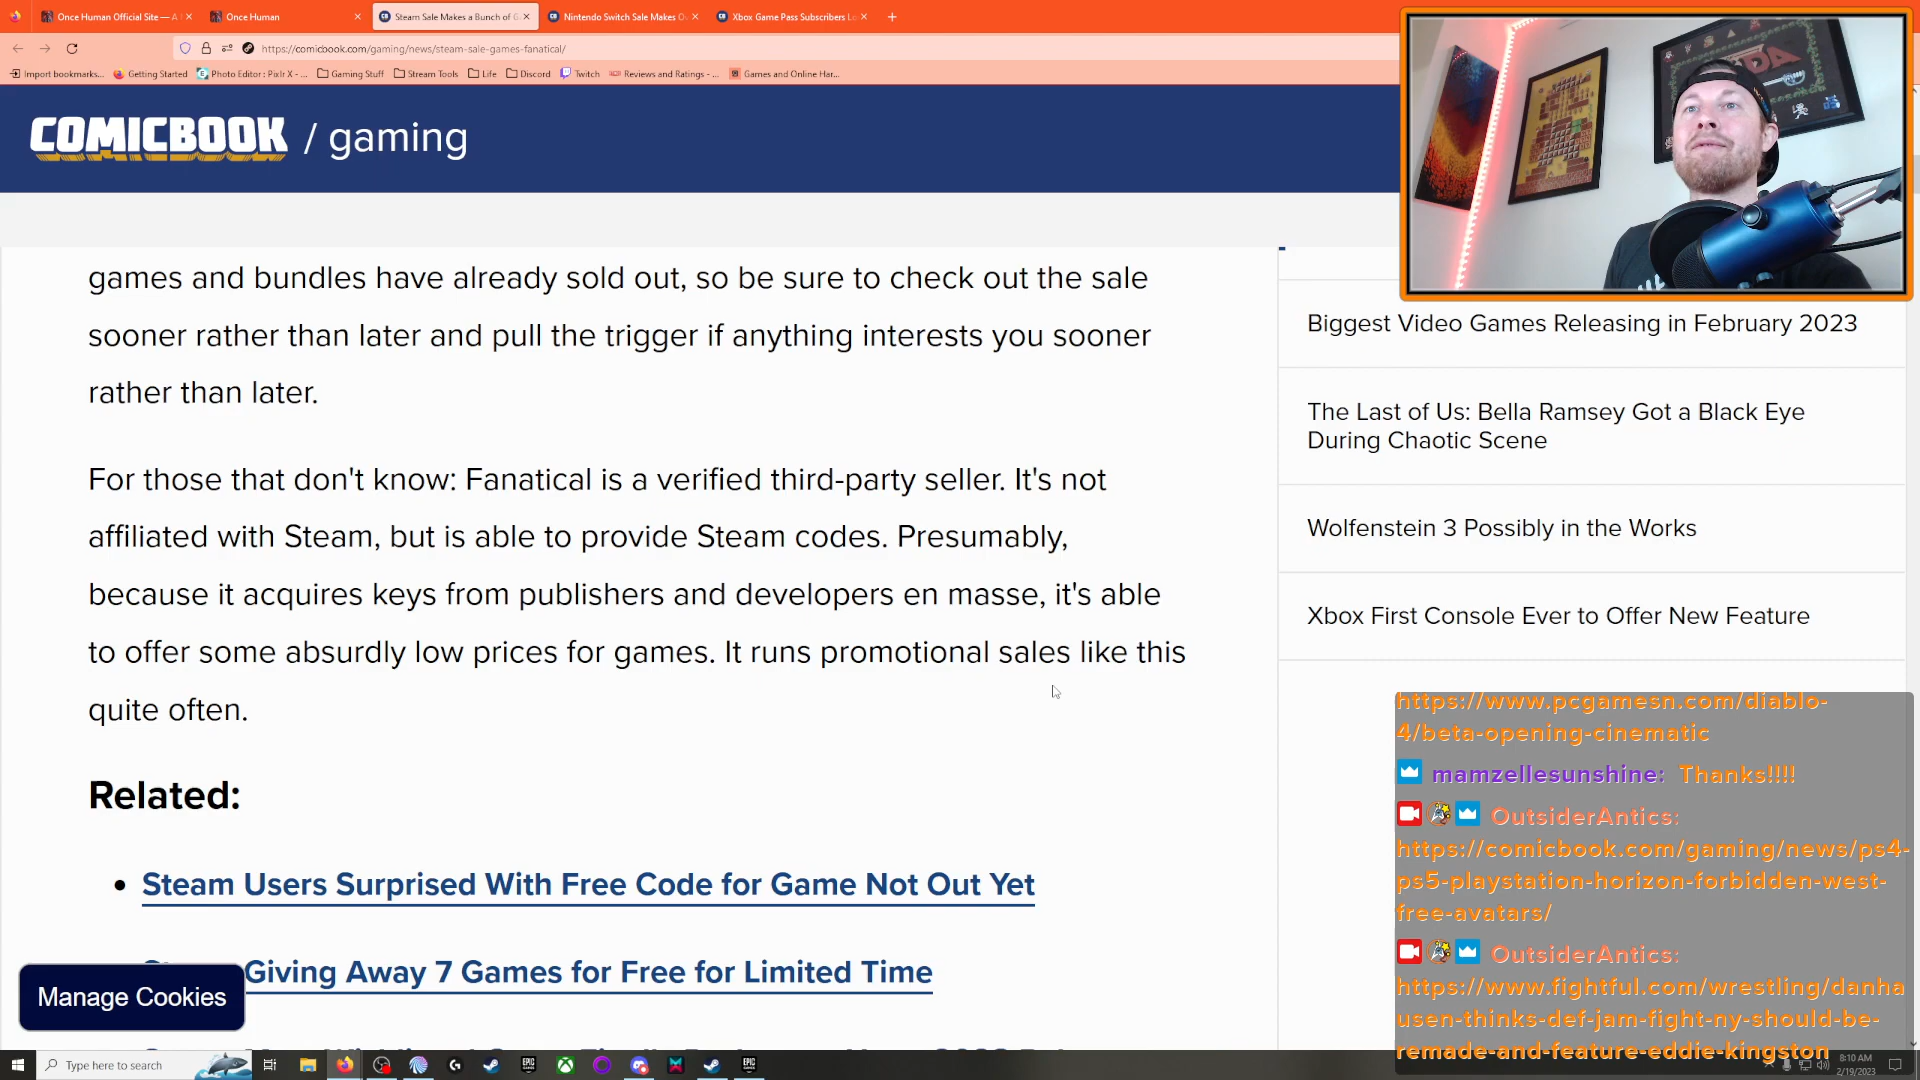 Once Human Official Site — A
Once Human
Steam Sale Makes a Bunch of G
Nintendo Switch Sale Makes O
Xbox Game Pass Subscribers Lo
https://comicbook.com/gaming/news/steam-sale-games-fanatical/
Import bookmarks...
Getting Started
Photo Editor : Pixlr X - ...
Gaming Stuff
Stream Tools
Life
Discord
Twitch
Reviews and Ratings - ...
Games and Online Har...
COMICBOOK / gaming
games and bundles have already sold out, so be sure to check out the sale
sooner rather than later and pull the trigger if anything interests you sooner
rather than later.
For those that don't know: Fanatical is a verified third-party seller. It's not
affiliated with Steam, but is able to provide Steam codes. Presumably,
because it acquires keys from publishers and developers en masse, it's able
to offer some absurdly low prices for games. It runs promotional sales like this
quite often.
Related:
Steam Users Surprised With Free Code for Game Not Out Yet
Giving Away 7 Games for Free for Limited Time
Manage Cookies
Biggest Video Games Releasing in February 2023
The Last of Us: Bella Ramsey Got a Black Eye
During Chaotic Scene
Wolfenstein 3 Possibly in the Works
Xbox First Console Ever to Offer New Feature
https://www.pcgamesn.com/diablo-
4/beta-opening-cinematic
mamzellesunshine: Thanks!!!!
OutsiderAntics:
https://comicbook.com/gaming/news/ps4-
ps5-playstation-horizon-forbidden-west-
free-avatars/
OutsiderAntics:
https://www.fightful.com/wrestling/danha
usen-thinks-def-jam-fight-ny-should-be-
remade-and-feature-eddie-kingston
Type here to search
8:10 AM
2/19/2023